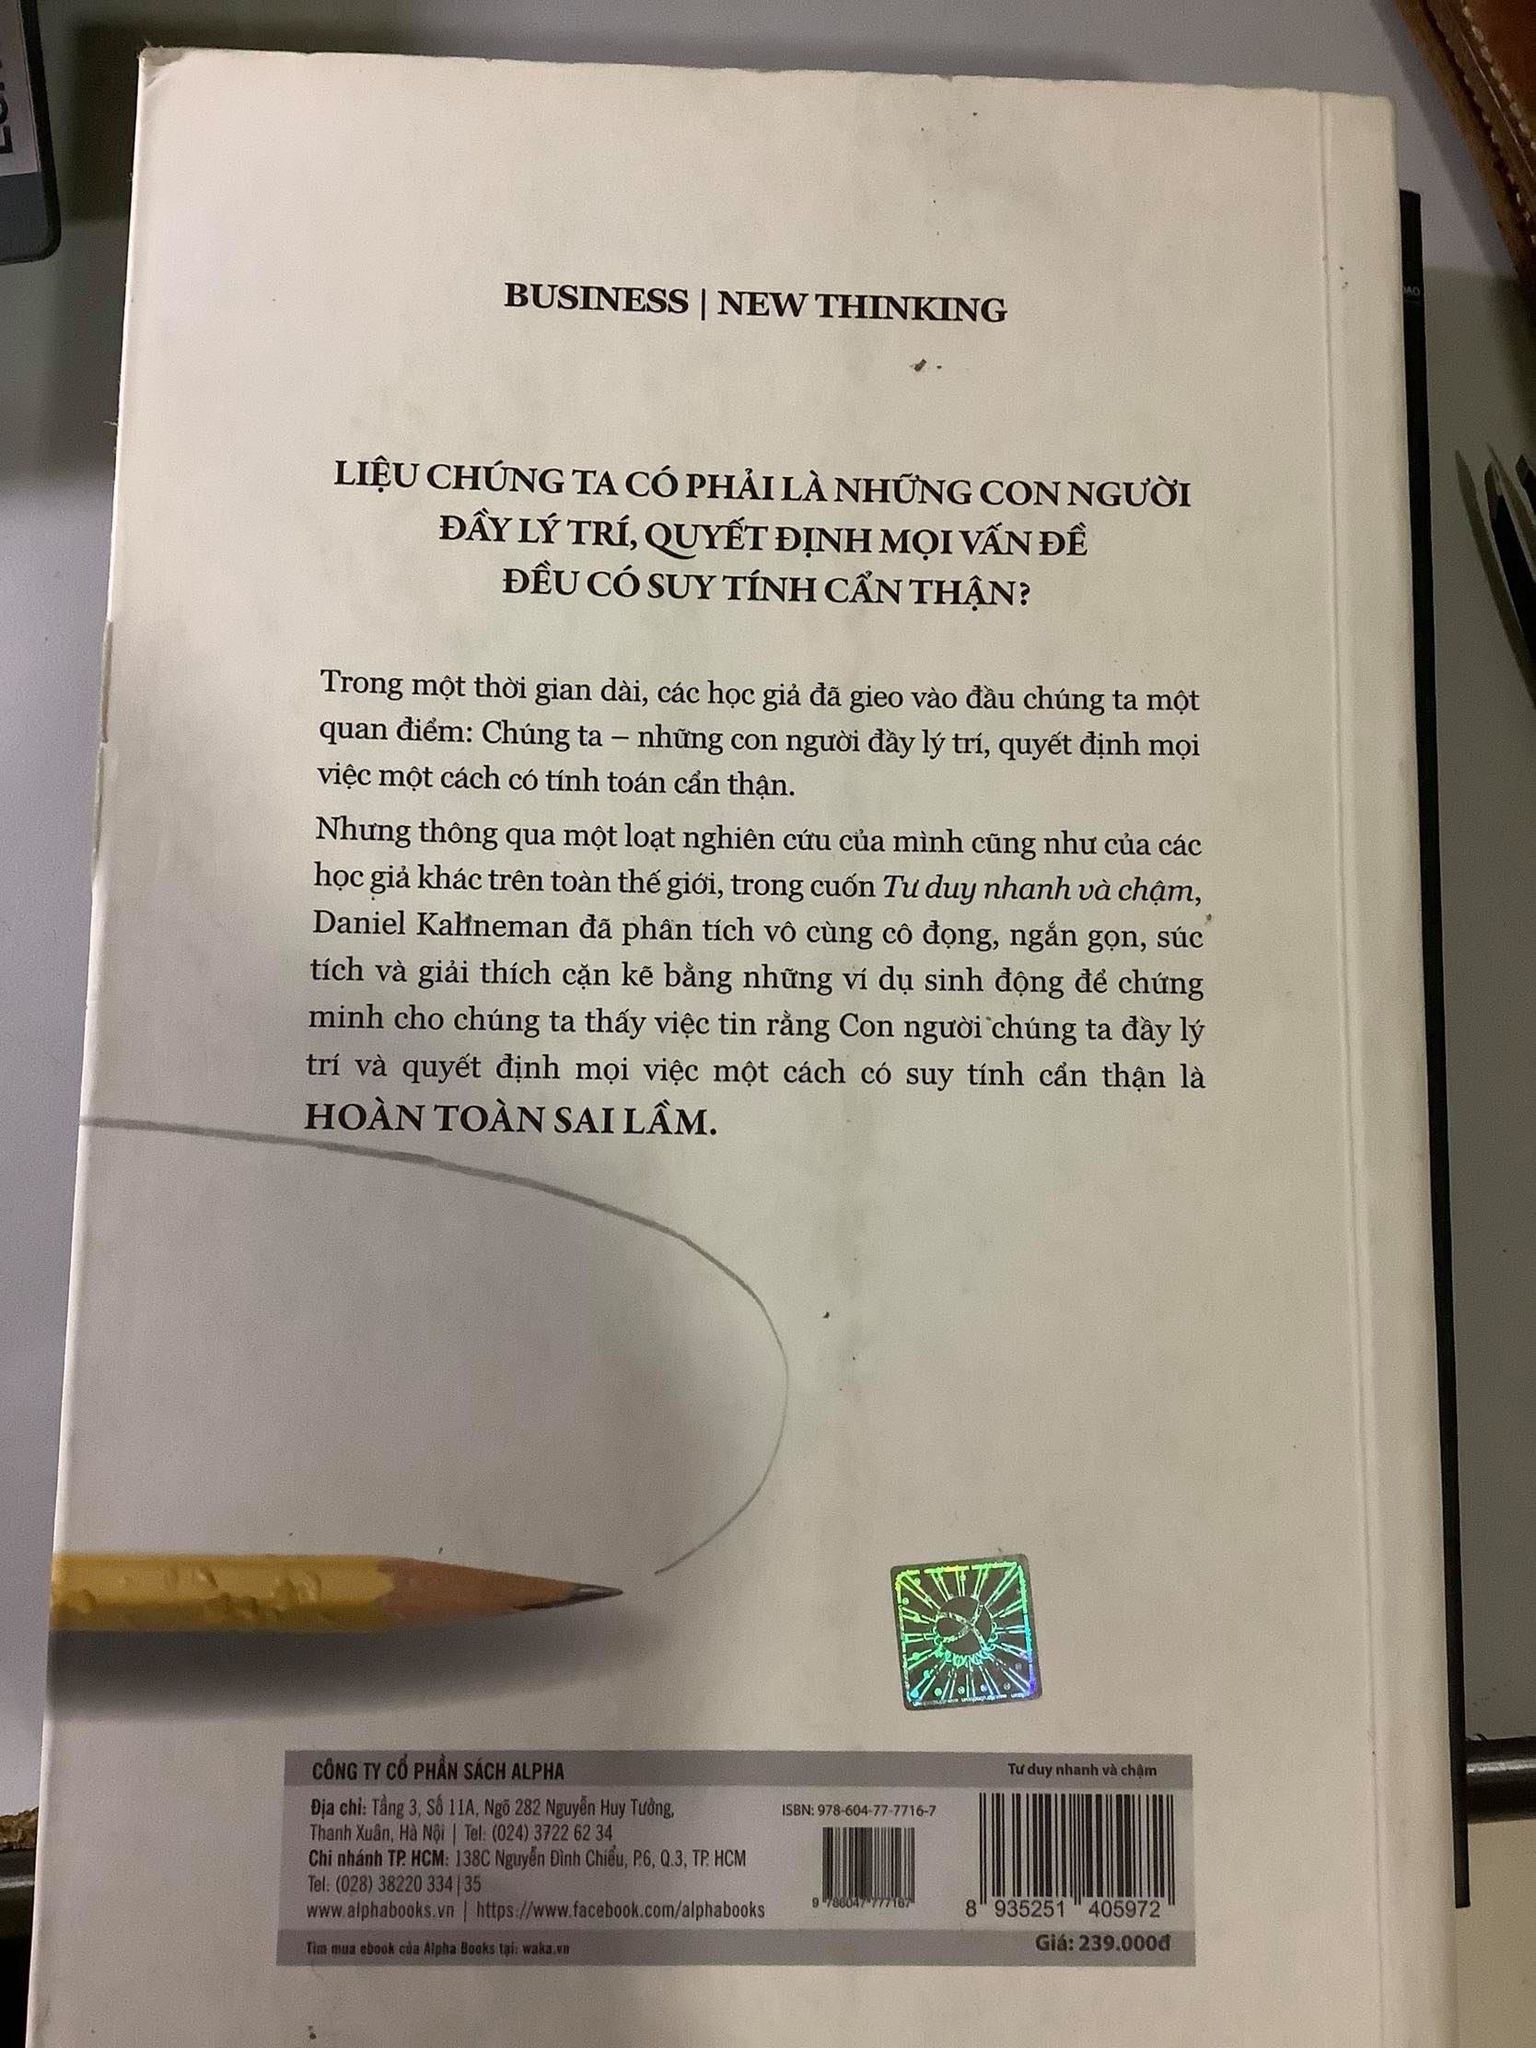 BUSINESS | NEW THINKING
LIỆU CHÚNG TA CÓ PHẢI LÀ NHỮNG CON NGƯỜI
ĐẦY LÝ TRÍ, QUYẾT ĐỊNH MỌI VẤN ĐỀ
ĐỀU CÓ SUY TÍNH CẨN THẬN?
Trong một thời gian dài, các học giả đã gieo vào đầu chúng ta một
quan điểm: Chúng ta – những con người đầy lý trí, quyết định mọi
việc một cách có tính toán cẩn thận.
Nhưng thông qua một loạt nghiên cứu của mình cũng như của các
học giả khác trên toàn thế giới, trong cuốn Tư duy nhanh và chậm,
Daniel Kahneman đã phân tích vô cùng cô đọng, ngắn gọn, súc
tích và giải thích cặn kẽ bằng những ví dụ sinh động để chứng
minh cho chúng ta thấy việc tin rằng Con người chúng ta đầy lý
trí và quyết định mọi việc một cách có suy tính cẩn thận là
HOÀN TOÀN SAI LẦM.
CÔNG TY CỔ PHẦN SÁCH ALPHA
Địa chỉ: Tầng 3, Số 11A, Ngõ 282 Nguyễn Huy Tưởng,
Thanh Xuân, Hà Nội | Tel: (024) 3722 62 34
Chi nhánh TP. HCM: 138C Nguyễn Đình Chiểu, P.6, Q.3, TP. HCM
Tel: (028) 38220 334 | 35
www.alphabooks.vn | https://www.facebook.com/alphabooks
Tìm mua ebook của Alpha Books tại: waka.vn
Tư duy nhanh và chậm
ISBN: 978-604-77-7716-7
9 786047 777167
8 935251 405972
Giá: 239.000đ